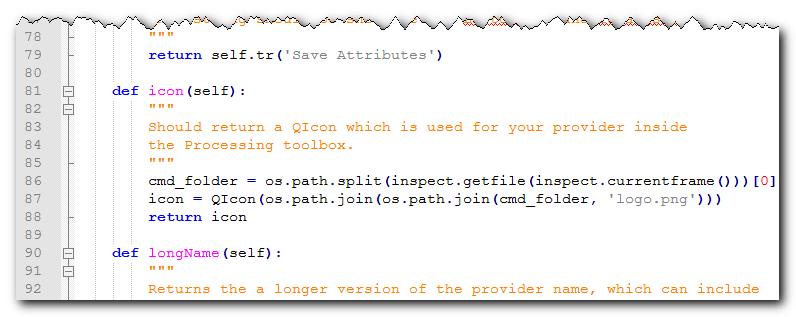 78 """
79 return self.tr('Save Attributes')
80
81 def icon(self):
82 """
83 Should return a QIcon which is used for your provider inside
84 the Processing toolbox.
85 """
86 cmd_folder = os.path.split(inspect.getfile(inspect.currentframe()))[0]
87 icon = QIcon(os.path.join(os.path.join(cmd_folder, 'logo.png')))
88 return icon
89
90 def longName(self):
91 """
92 Returns the a longer version of the provider name, which can include